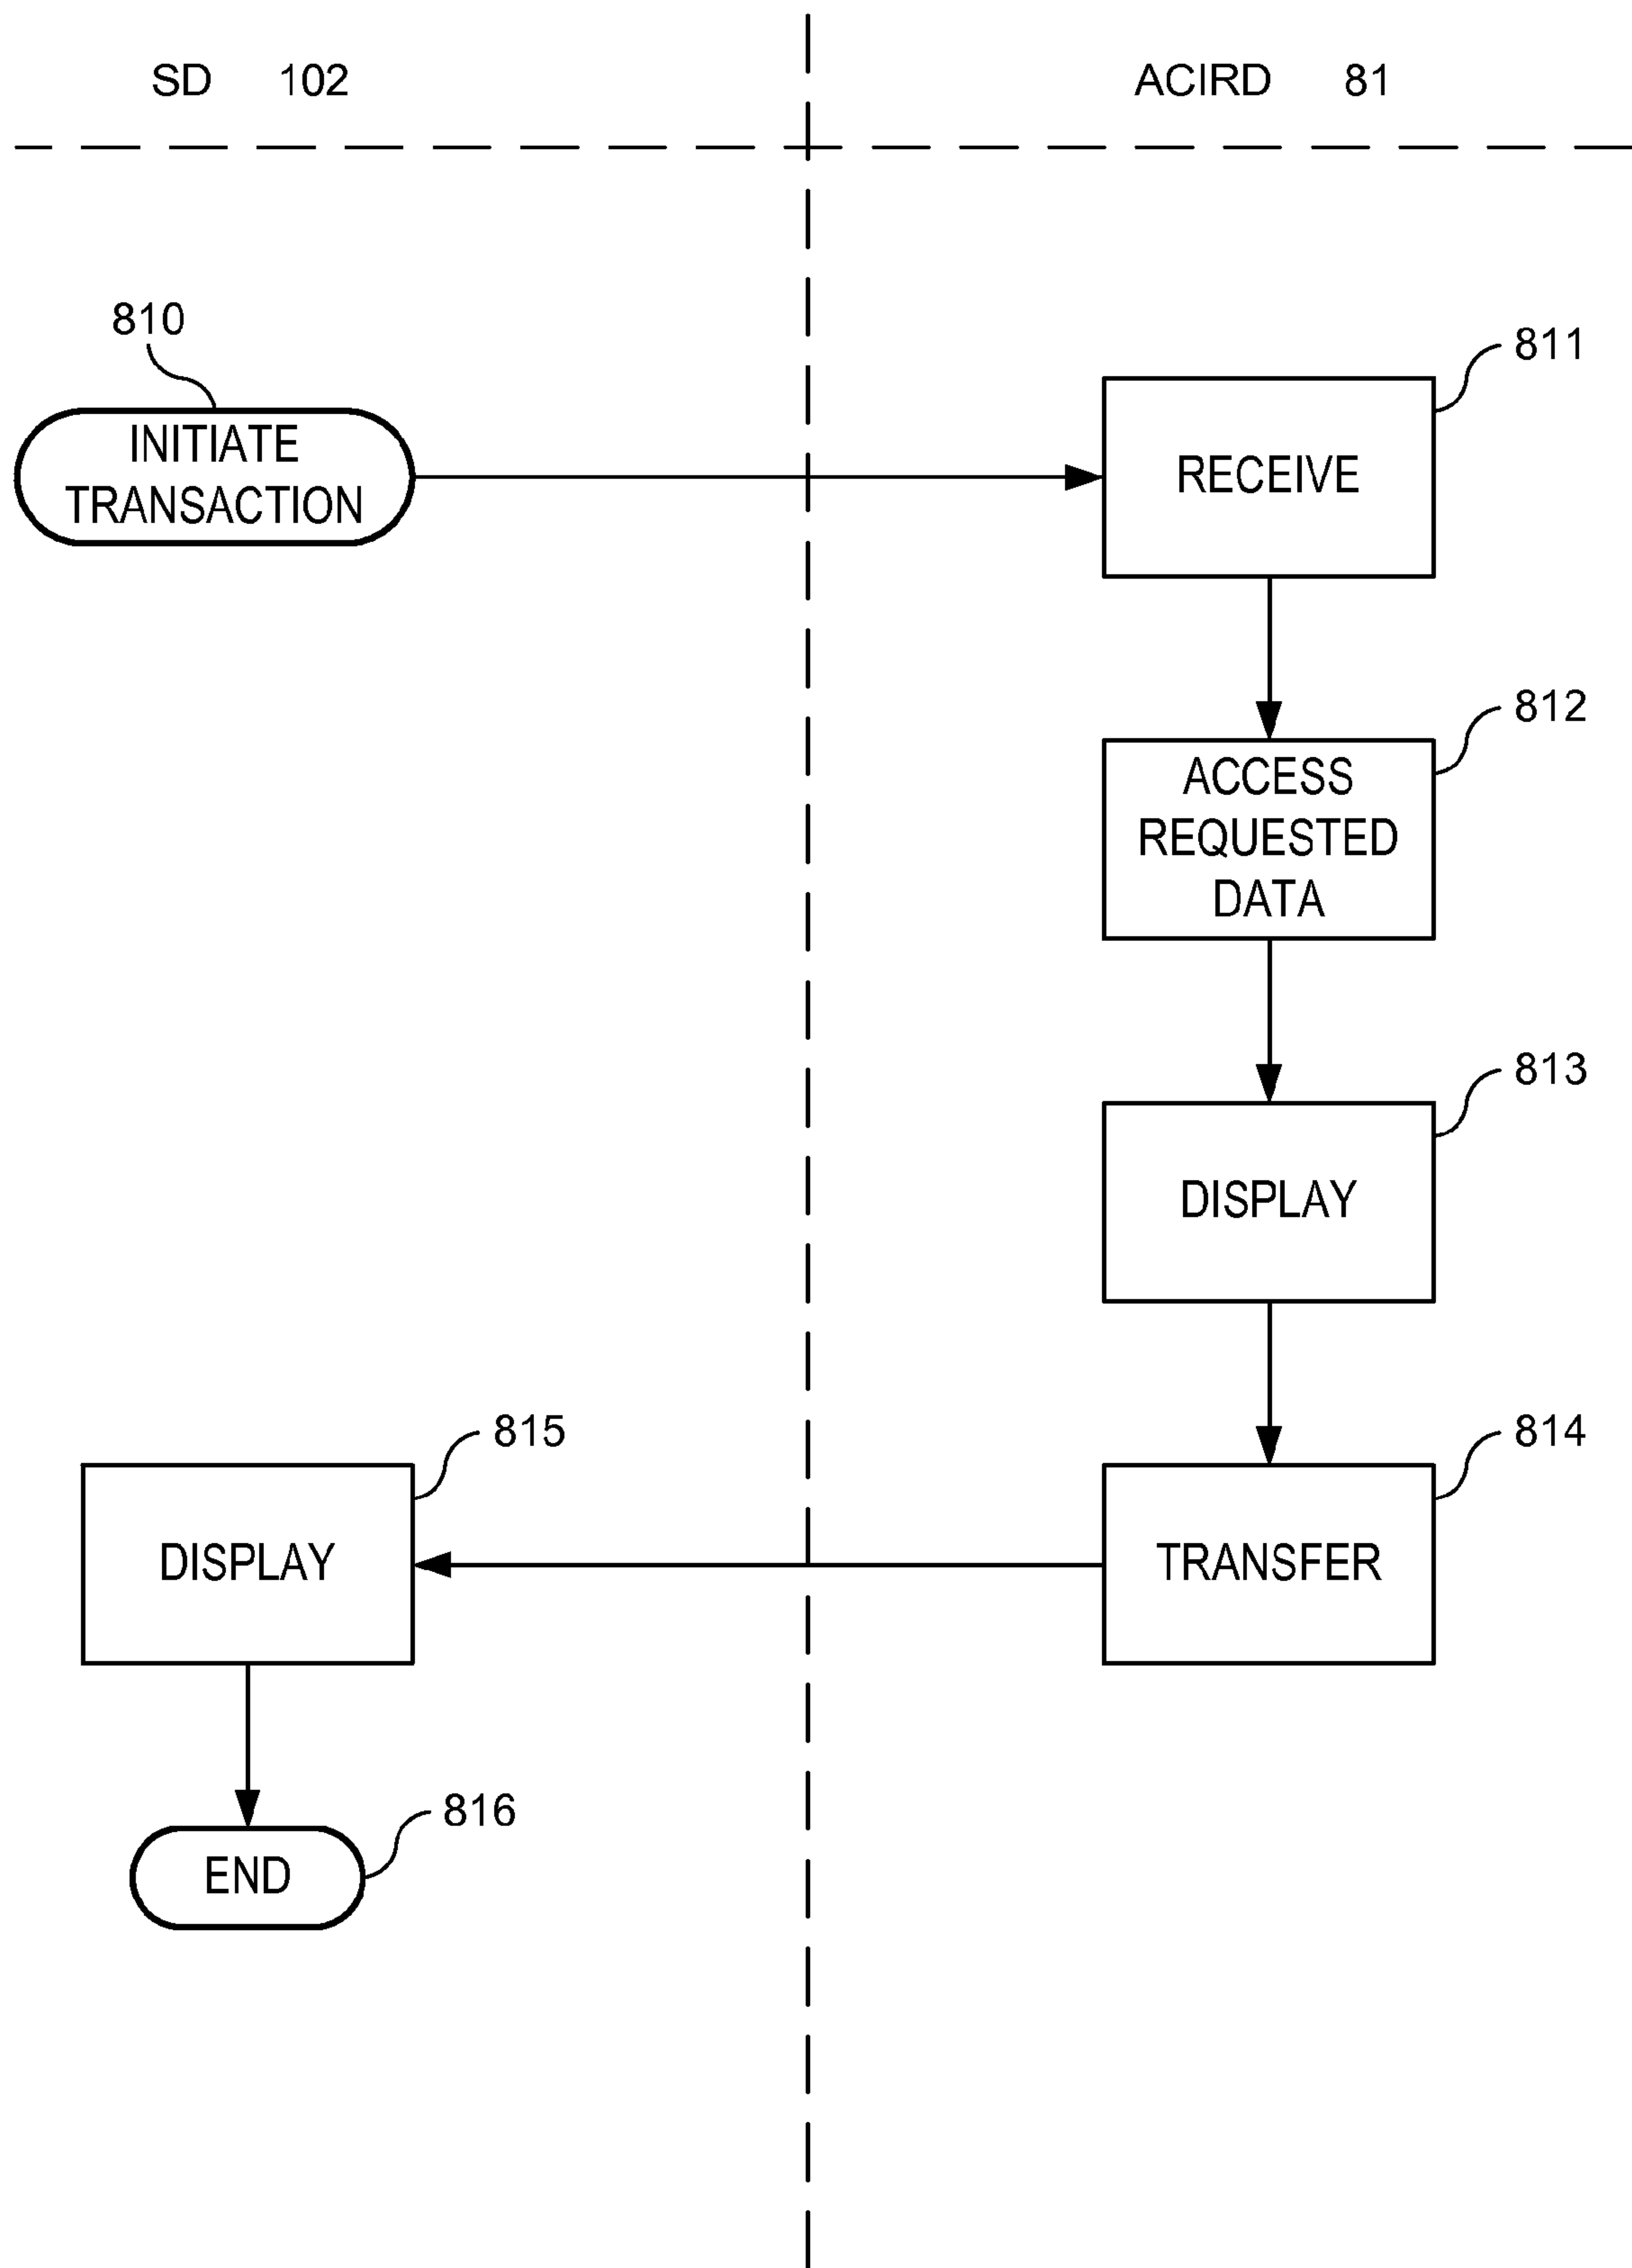 SD 102
ACIRD 81
810
INITIATE
TRANSACTION
811
RECEIVE
812
ACCESS
REQUESTED
DATA
813
DISPLAY
814
TRANSFER
815
DISPLAY
816
END